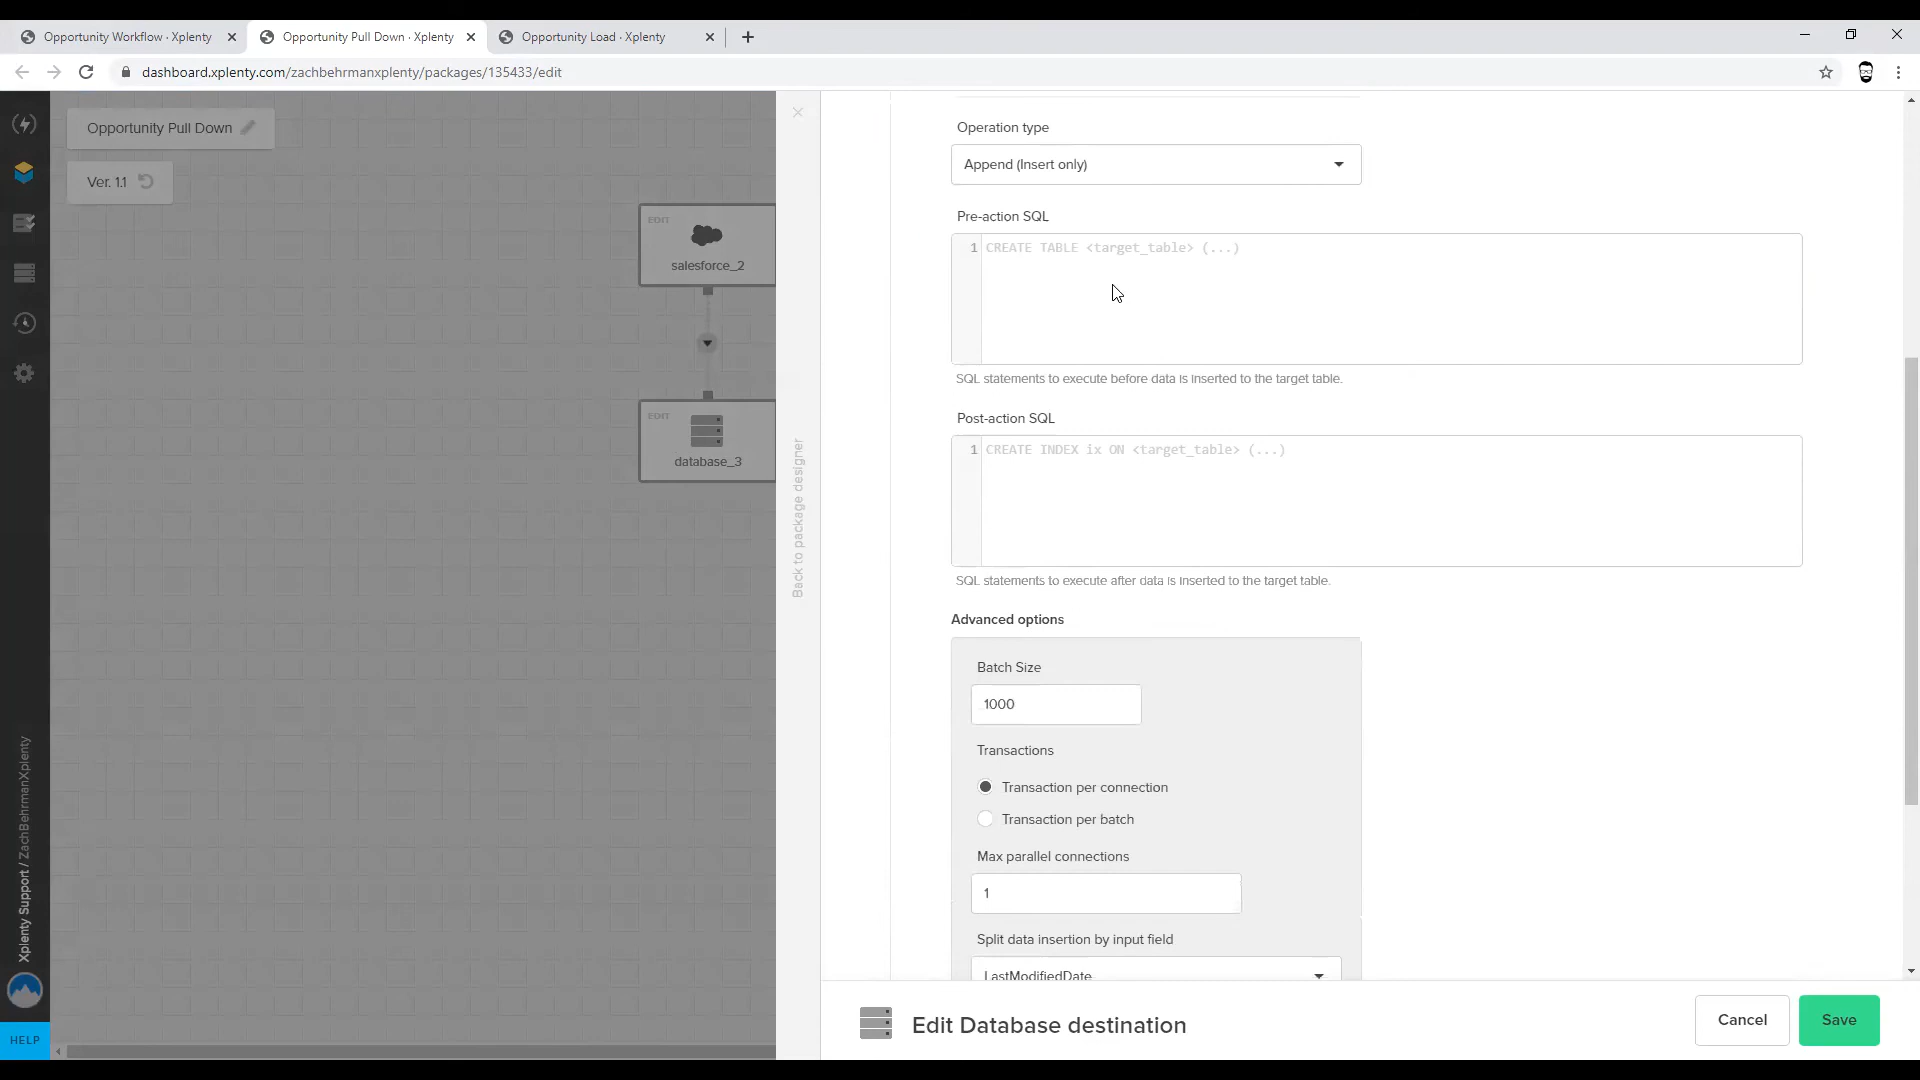 Opportunity Workflow · Xplenty
Opportunity Pull Down · Xplenty
Opportunity Load · Xplenty
dashboard.xplenty.com/zachbehrmanxplenty/packages/135433/edit
Opportunity Pull Down
Ver. 1.1
EDIT
salesforce_2
EDIT
database_3
Xplenty Support / ZachBehrmanXplenty
HELP
Back to package designer
Operation type
Append (Insert only)
Pre-action SQL
1 CREATE TABLE <target_table> (...)
SQL statements to execute before data is inserted to the target table.
Post-action SQL
1 CREATE INDEX ix ON <target_table> (...)
SQL statements to execute after data is inserted to the target table.
Advanced options
Batch Size
1000
Transactions
Transaction per connection
Transaction per batch
Max parallel connections
1
Split data insertion by input field
LastModifiedDate
Edit Database destination
Cancel
Save